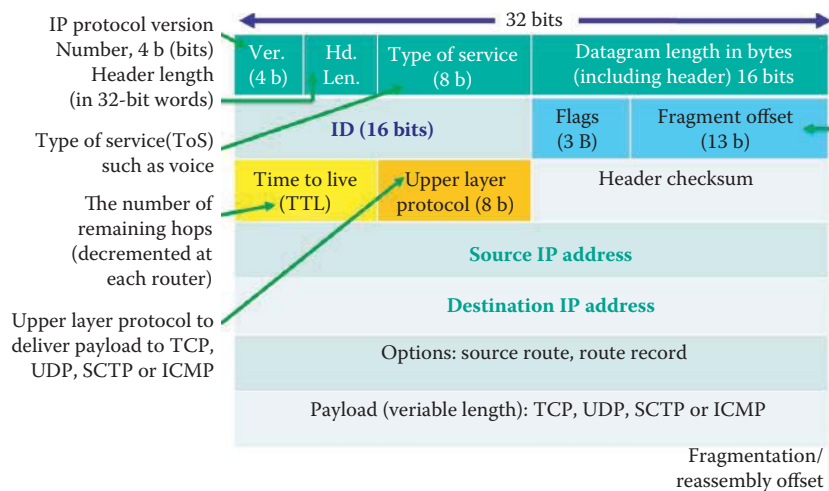 32 bits
IP protocol version
Number, 4 b (bits)
Header length
(in 32-bit words)
Type of service(ToS)
such as voice
The number of
remaining hops
(decremented at
each router)
Upper layer protocol to
deliver payload to TCP,
UDP, SCTP or ICMP
Ver.
(4 b)
Hd.
Len.
Type of service
(8 b)
Datagram length in bytes
(including header) 16 bits
ID (16 bits)
Flags
(3 B)
Fragment offset
(13 b)
Time to live
(TTL)
Upper layer
protocol (8 b)
Header checksum
Source IP address
Destination IP address
Options: source route, route record
Payload (veriable length): TCP, UDP, SCTP or ICMP
Fragmentation/
reassembly offset